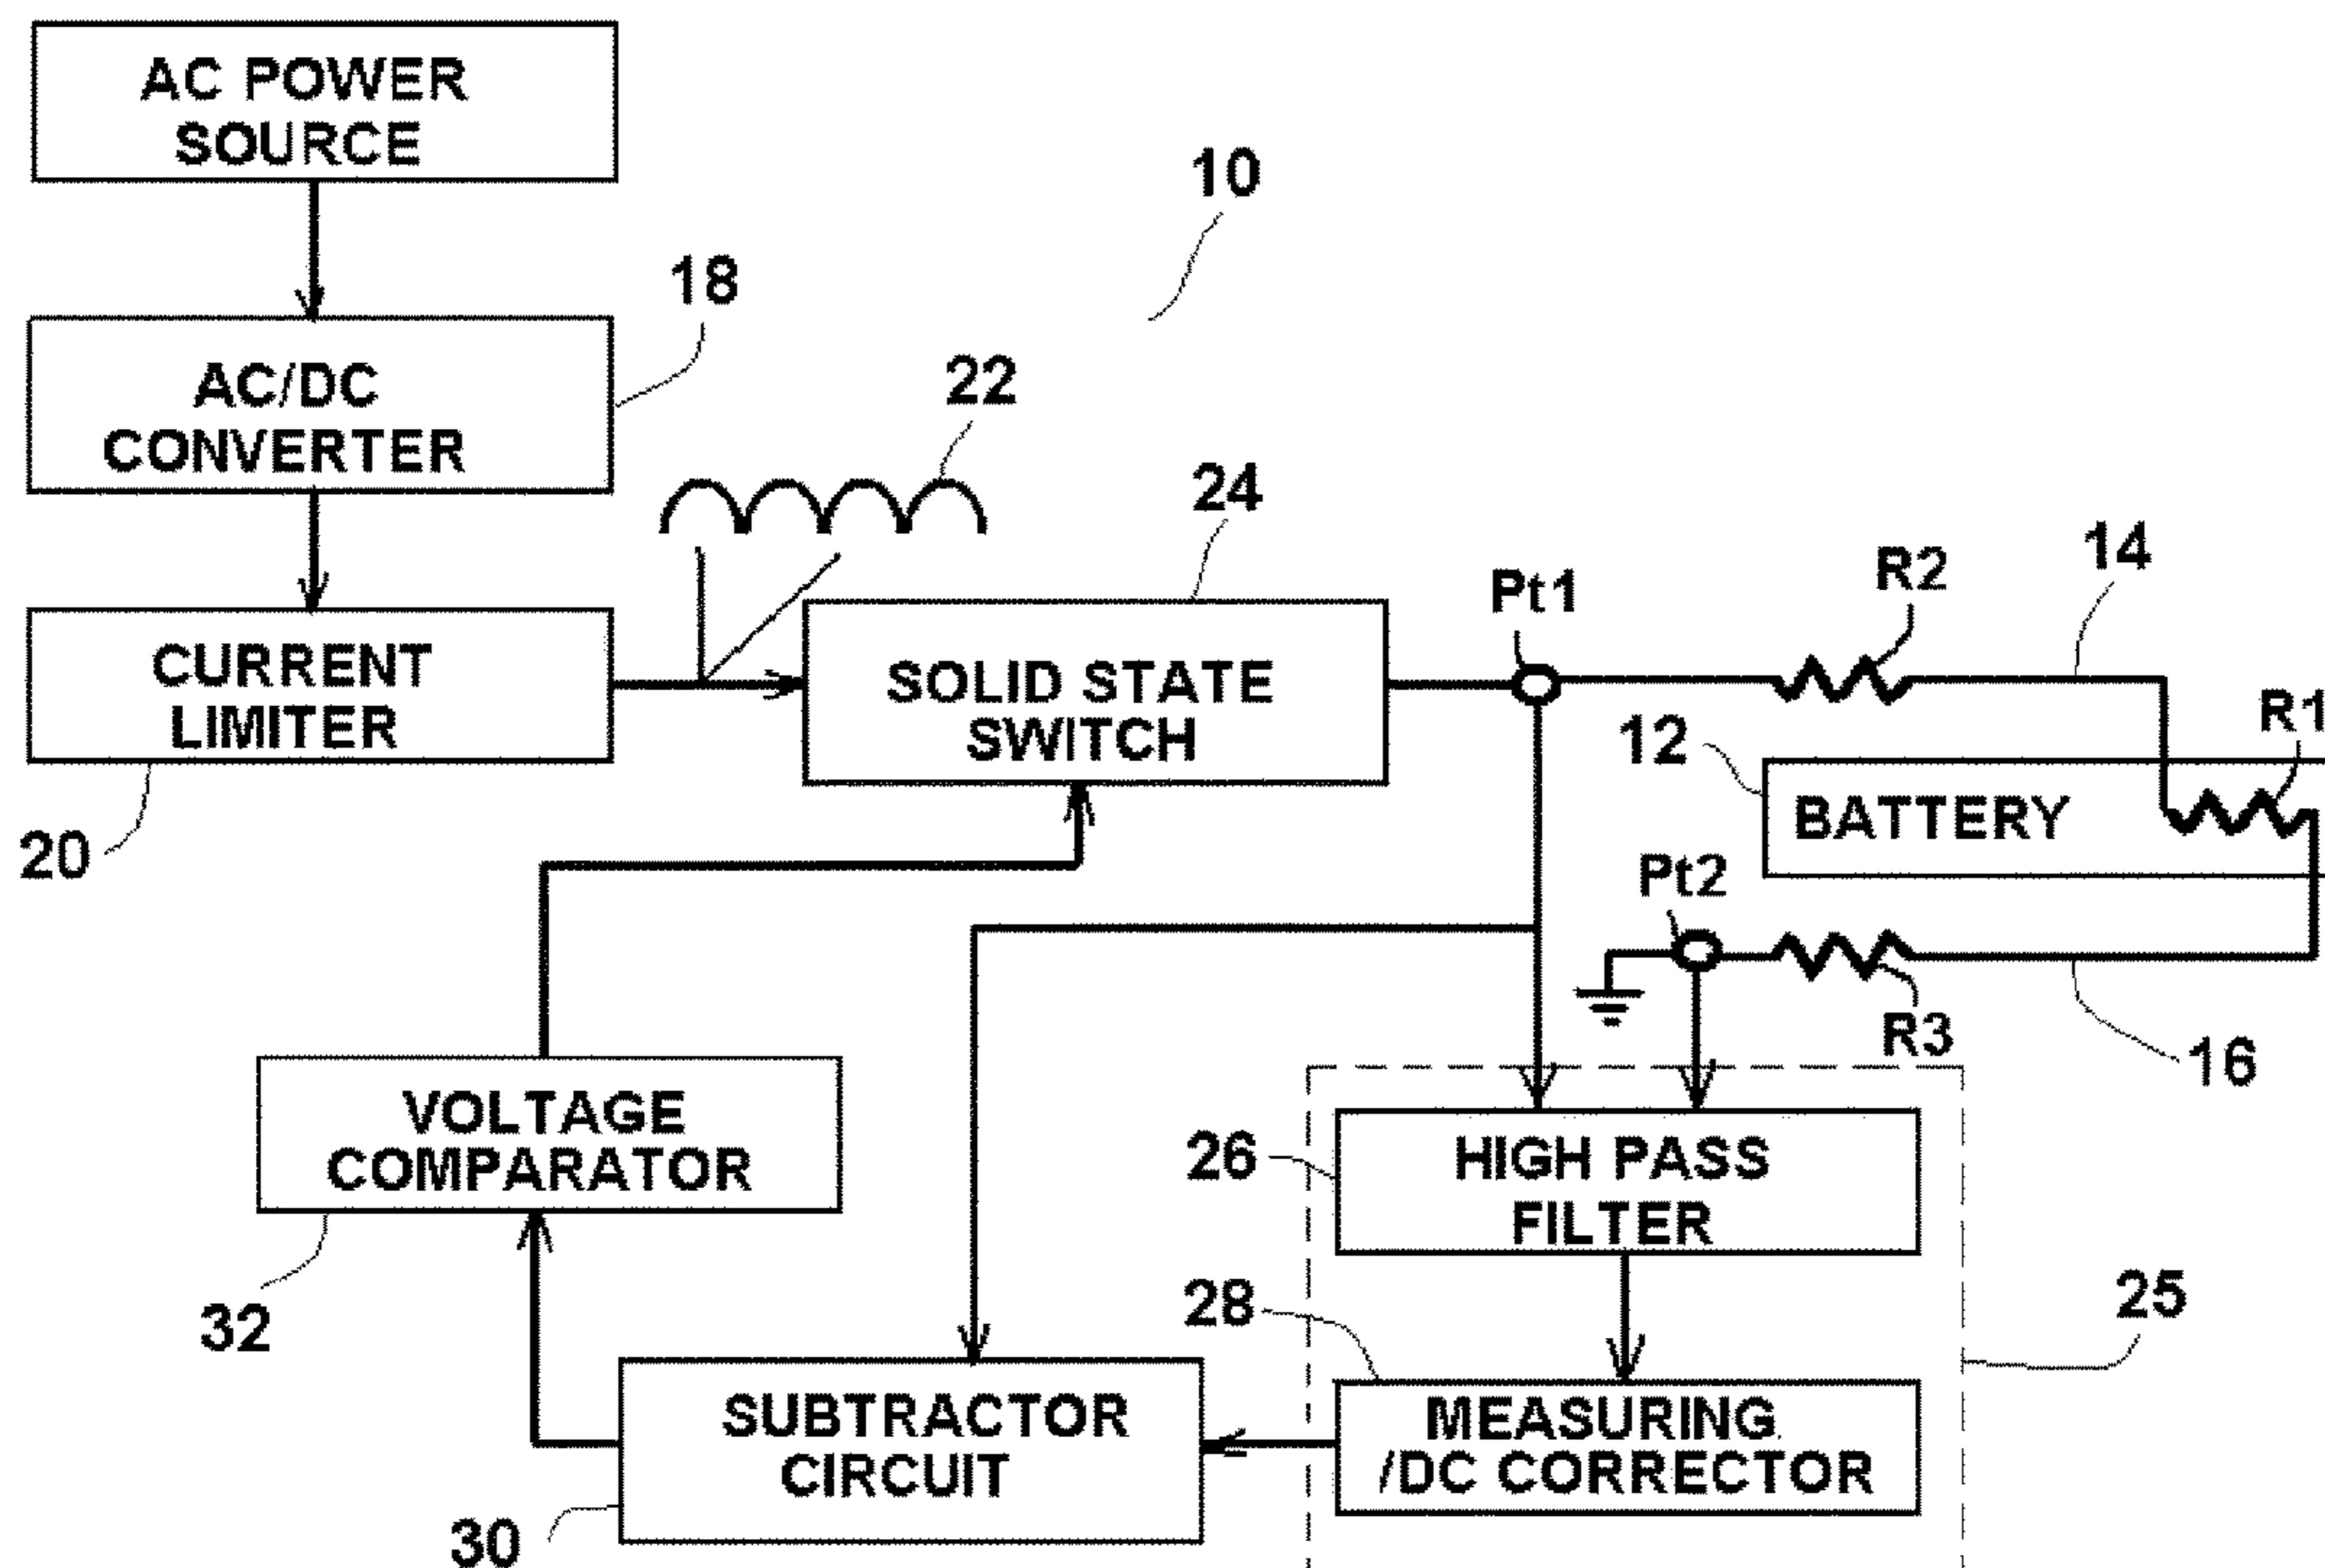 AC POWER
SOURCE
10
18
AC/DC
CONVERTER
22
24
14
R2
Pt1
CURRENT
LIMITER
SOLID STATE
SWITCH
R1
12
BATTERY
20
Pt2
R3
16
VOLTAGE
COMPARATOR
26
HIGH PASS
FILTER
25
28
32
SUBTRACTOR
CIRCUIT
MEASURING
/DC CORRECTOR
30